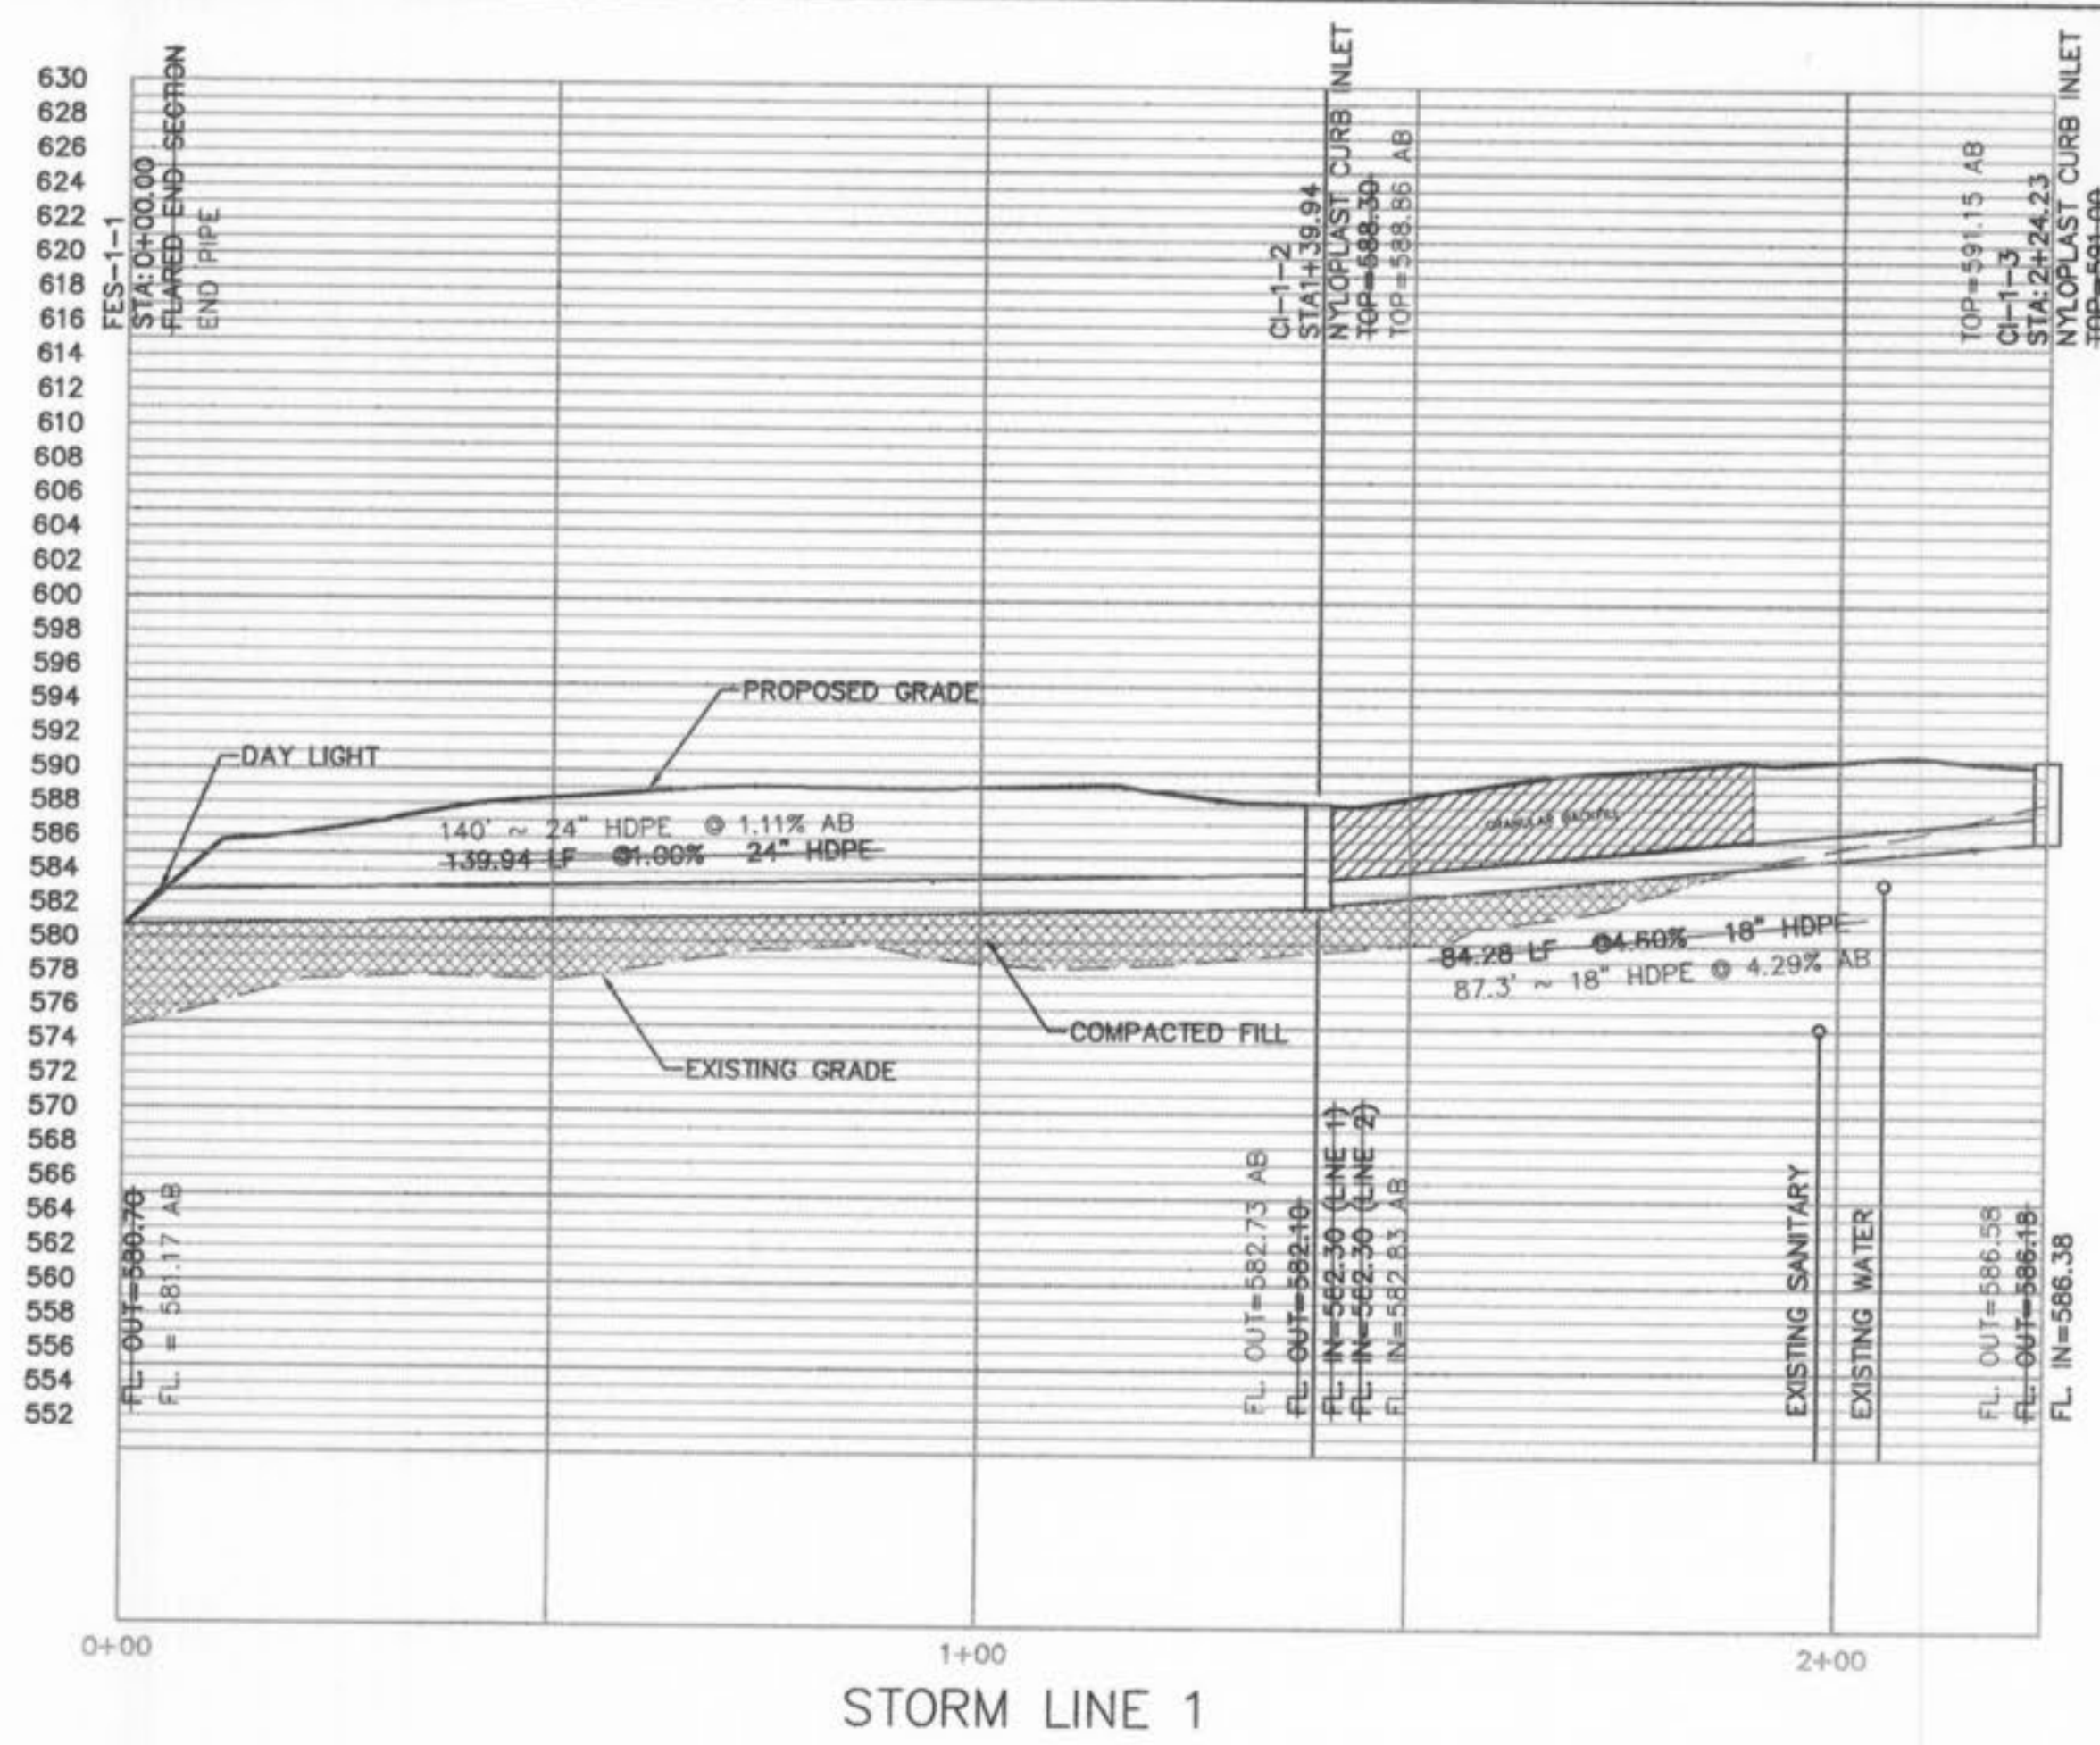 630
628
626
624
622
620
618
616
614
612
610
608
606
604
602
600
598
596
594
592
590
588
586
584
582
580
578
576
574
572
570
568
566
564
562
560
558
556
554
552
FES-1-1
STA:0+00.00
FLARED END SECTION
END PIPE
CI-1-2
STA1+39.94
NYLOPLAST CURB INLET
TOP=588.30
TOP=588.86 AB
TOP=591.15 AB
CI-1-3
STA:2+24.23
NYLOPLAST CURB INLET
TOP=591.00
PROPOSED GRADE
DAY LIGHT
140' ~ 24" HDPE @ 1.11% AB
139.94 LF @1.00% 24" HDPE
GRANULAR BACKFILL
84.28 LF @4.60% 18" HDPE
87.3' ~ 18" HDPE @ 4.29% AB
COMPACTED FILL
EXISTING GRADE
FL. OUT=580.70
FL. = 581.17 AB
FL. OUT=582.73 AB
FL. OUT=582.10
FL. IN=582.30 (LINE 1)
FL. IN=582.30 (LINE 2)
FL. IN=582.83 AB
EXISTING SANITARY
EXISTING WATER
FL. OUT=586.58
FL. OUT=586.18
FL. IN=586.38
0+00
1+00
2+00
STORM LINE 1